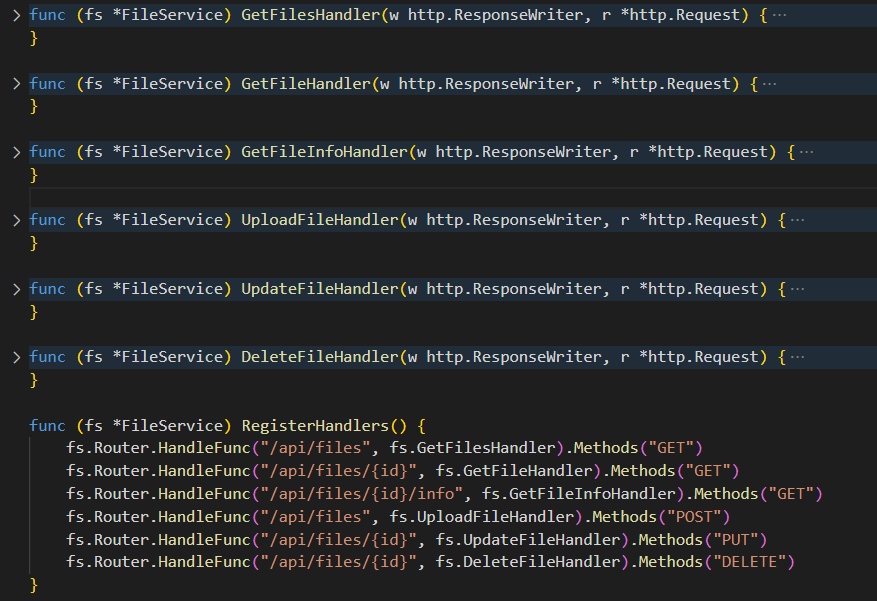 func (fs *FileService) GetFilesHandler(w http.ResponseWriter, r *http.Request) { ···
}
func (fs *FileService) GetFileHandler(w http.ResponseWriter, r *http.Request) { ···
}
func (fs *FileService) GetFileInfoHandler(w http.ResponseWriter, r *http.Request) { ···
}
func (fs *FileService) UploadFileHandler(w http.ResponseWriter, r *http.Request) { ···
}
func (fs *FileService) UpdateFileHandler(w http.ResponseWriter, r *http.Request) { ···
}
func (fs *FileService) DeleteFileHandler(w http.ResponseWriter, r *http.Request) { ···
}
func (fs *FileService) RegisterHandlers() {
    fs.Router.HandleFunc("/api/files", fs.GetFilesHandler).Methods("GET")
    fs.Router.HandleFunc("/api/files/{id}", fs.GetFileHandler).Methods("GET")
    fs.Router.HandleFunc("/api/files/{id}/info", fs.GetFileInfoHandler).Methods("GET")
    fs.Router.HandleFunc("/api/files", fs.UploadFileHandler).Methods("POST")
    fs.Router.HandleFunc("/api/files/{id}", fs.UpdateFileHandler).Methods("PUT")
    fs.Router.HandleFunc("/api/files/{id}", fs.DeleteFileHandler).Methods("DELETE")
}